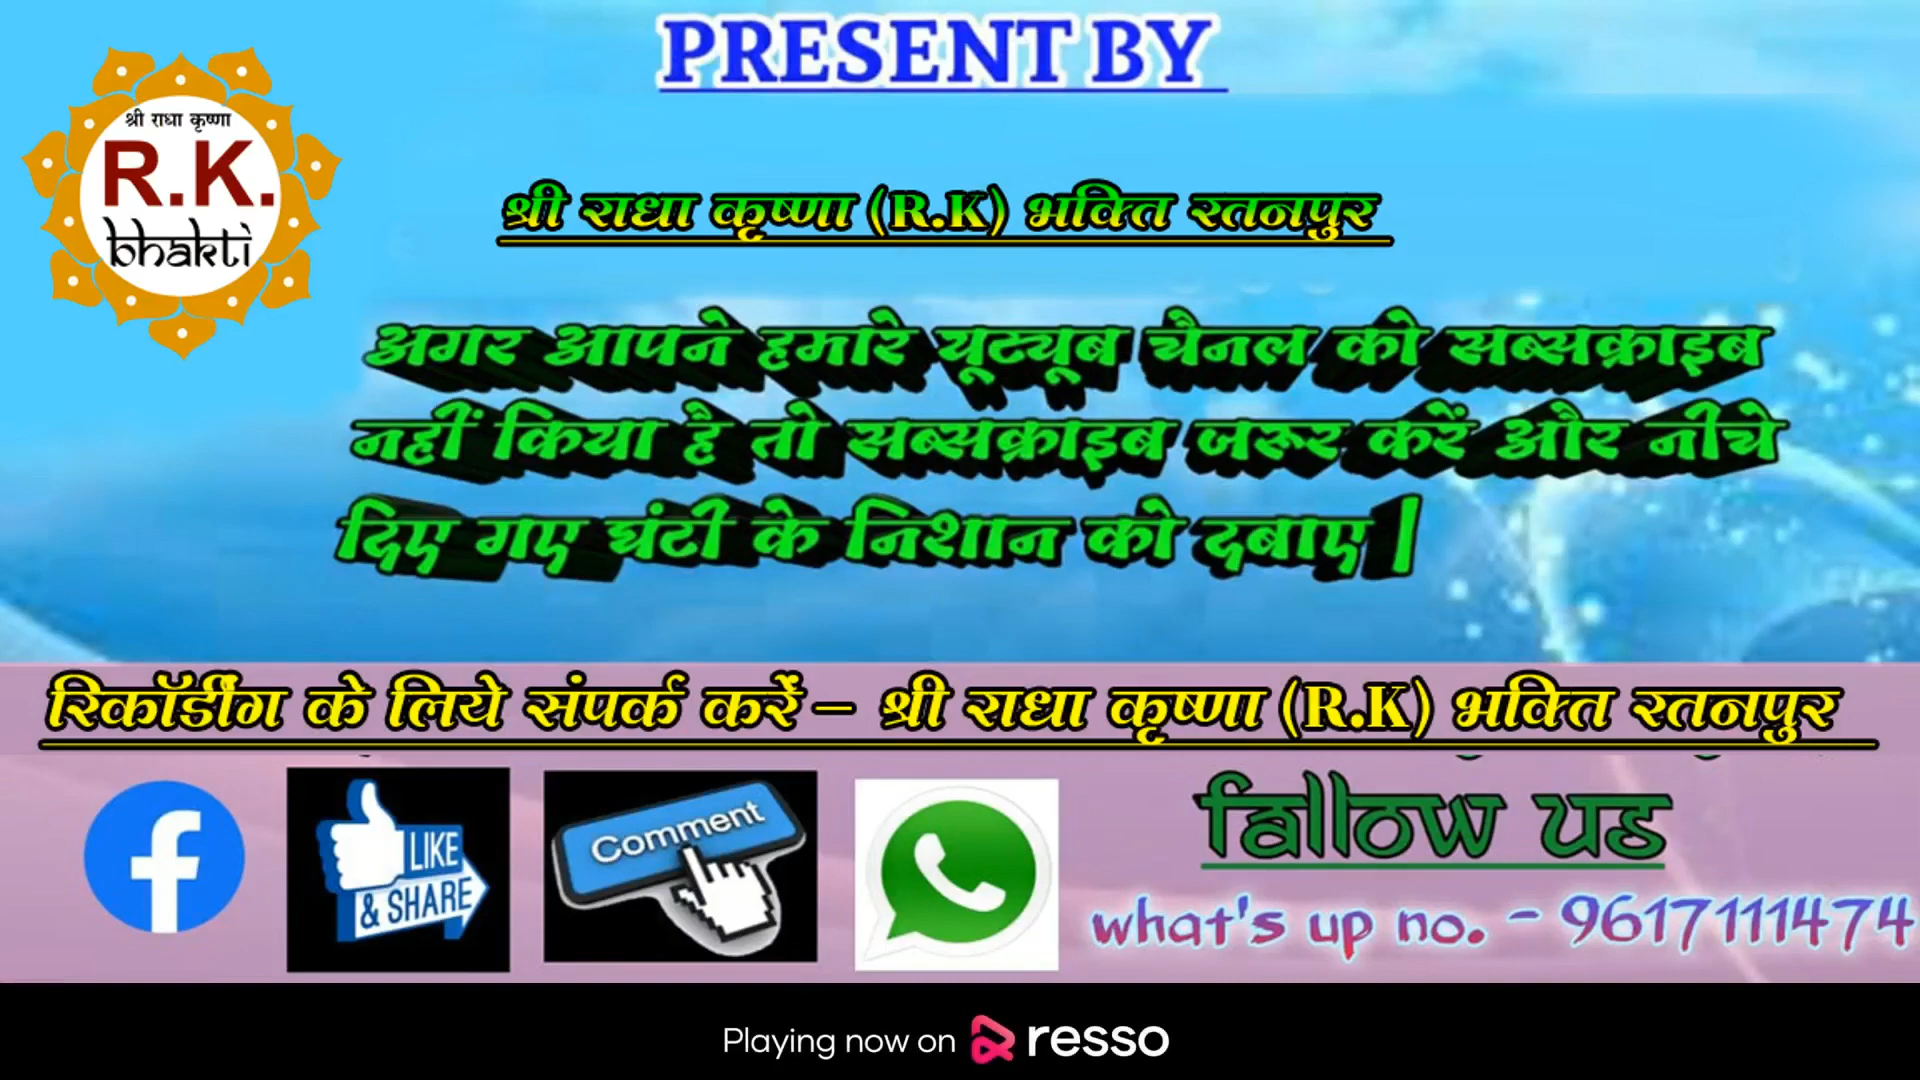 PRESENT BY
श्री राधा कृष्णा
R.K.
bhakti
श्री राधा कृष्णा (R.K) भक्ति रतनपुर
अगर आपने हमारे यूट्यूब चैनल को सब्सक्राइब
नहीं किया है तो सब्सक्राइब जरूर करें और नीचे
दिए गए घंटी के निशान को दबाए |
रिकॉर्डींग के लिये संपर्क करें – श्री राधा कृष्णा (R.K) भक्ति रतनपुर
LIKE
& SHARE
Comment
fallow us
what's up no. - 9617111474
Playing now on resso